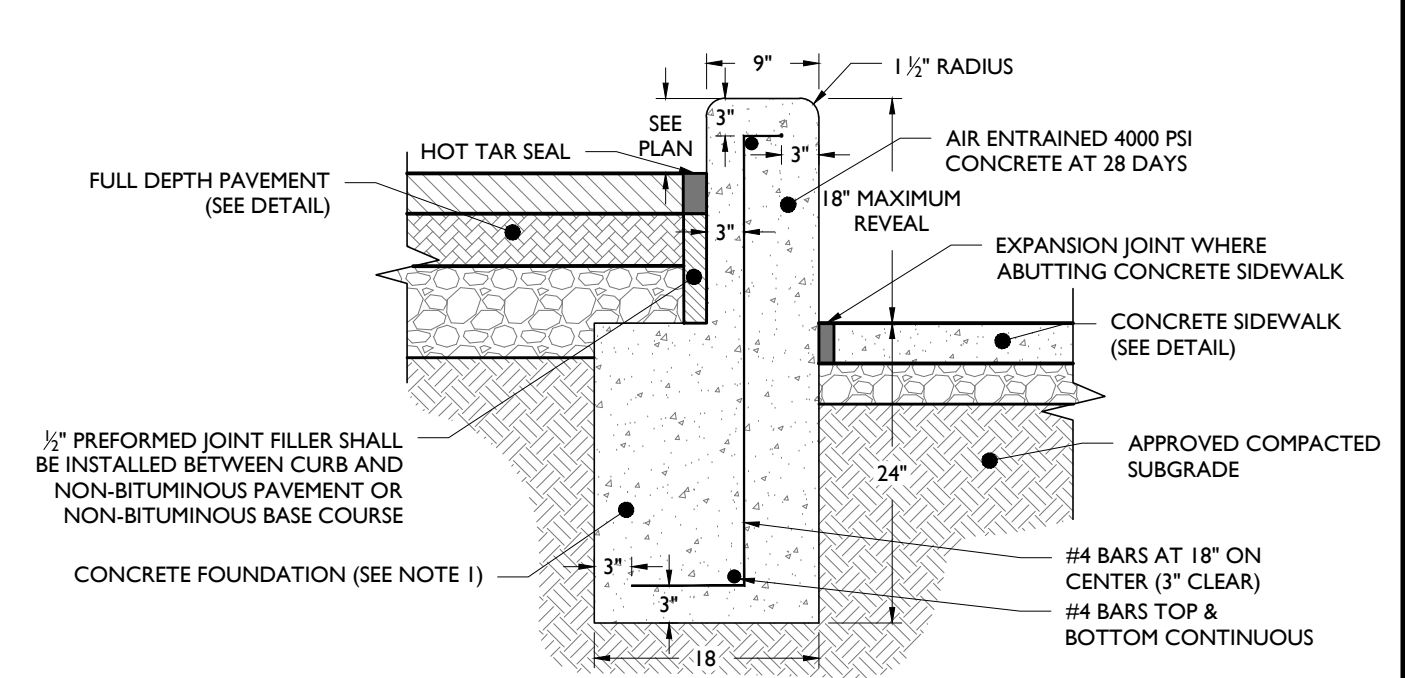 9"
1 ½" RADIUS
3"
SEE
PLAN
HOT TAR SEAL
3"
AIR ENTRAINED 4000 PSI
CONCRETE AT 28 DAYS
FULL DEPTH PAVEMENT
(SEE DETAIL)
18" MAXIMUM
REVEAL
3"
EXPANSION JOINT WHERE
ABUTTING CONCRETE SIDEWALK
CONCRETE SIDEWALK
(SEE DETAIL)
½" PREFORMED JOINT FILLER SHALL
BE INSTALLED BETWEEN CURB AND
NON-BITUMINOUS PAVEMENT OR
NON-BITUMINOUS BASE COURSE
APPROVED COMPACTED
SUBGRADE
24"
CONCRETE FOUNDATION (SEE NOTE 1)
3"
3"
#4 BARS AT 18" ON
CENTER (3" CLEAR)
#4 BARS TOP &
BOTTOM CONTINUOUS
18